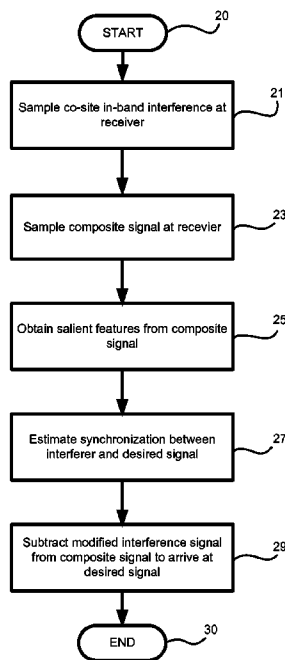 START
20
Sample co-site in-band interference at
receiver
21
Sample composite signal at recevier
23
Obtain salient features from composite
signal
25
Estimate synchronization between
interferer and desired signal
27
Subtract modified interference signal
from composite signal to arrive at
desired signal
29
END
30